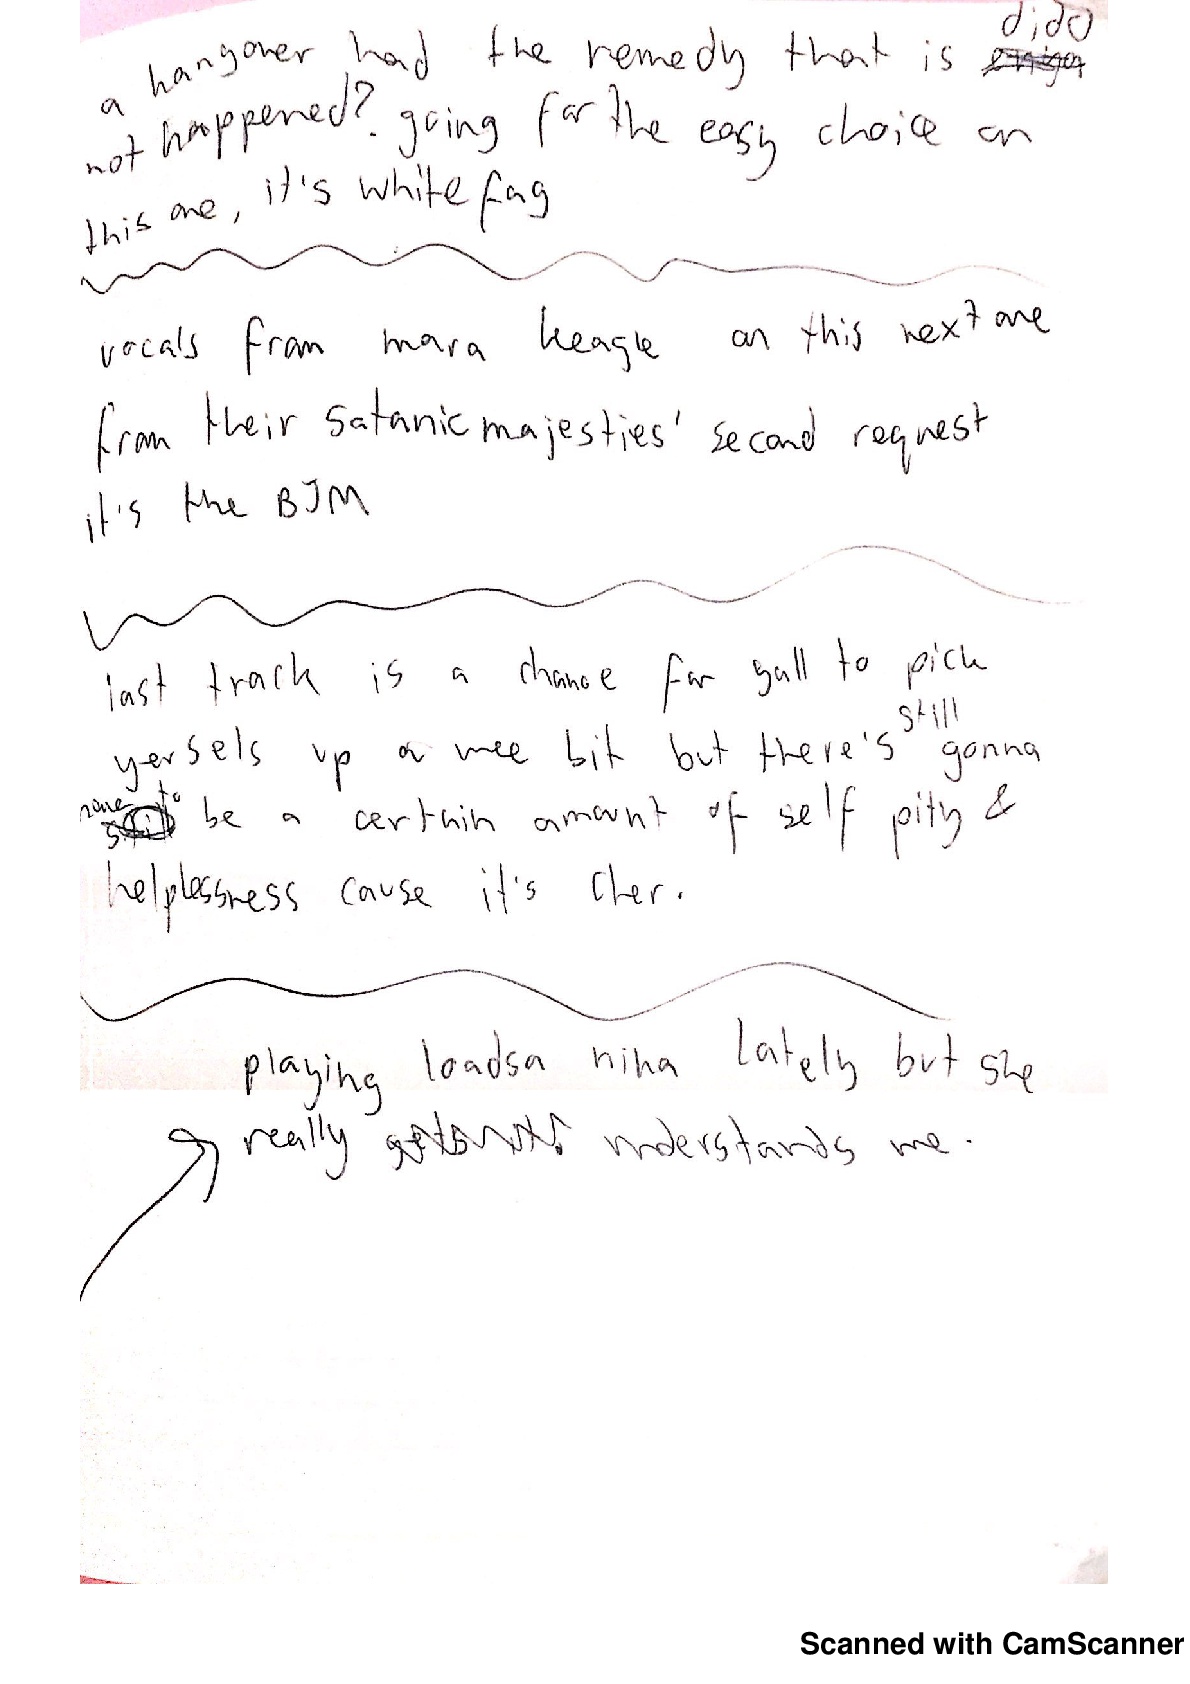 dido
a hangover had the remedy that is
not happened? going for the easy choice on
this one, it's white fag
vocals from mara keagle on this next one
from their satanic majesties' second request
it's the BJM
last track is a chance for yall to pick
yersels up a wee bit but there's still gonna
have to be a certain amount of self pity &
helplessness cause it's Cher.
playing loadsa nina lately but she
really understands me.
Scanned with CamScanner